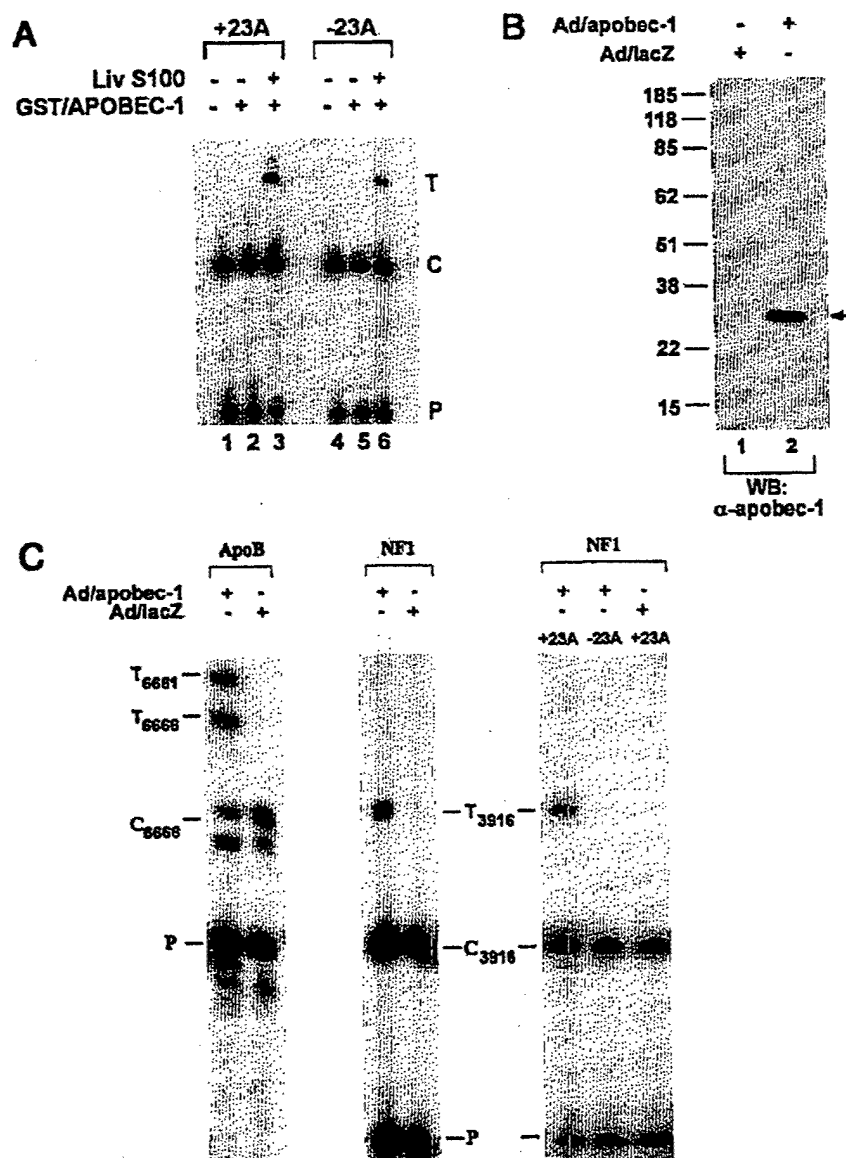 A
+23A -23A
Liv S100 - - + - - +
GST/APOBEC-1 - + + - + +
T
C
P
1 2 3 4 5 6
B
Ad/apobec-1 - +
Ad/lacZ + -
185
118
85
62
51
38
22
15
1 2
WB:
α-apobec-1
C
ApoB NF1 NF1
Ad/apobec-1 + - + - + + -
Ad/lacZ - + - + - - +
+23A -23A +23A
T6661
T6666
C6666
P
T3916
C3916
P